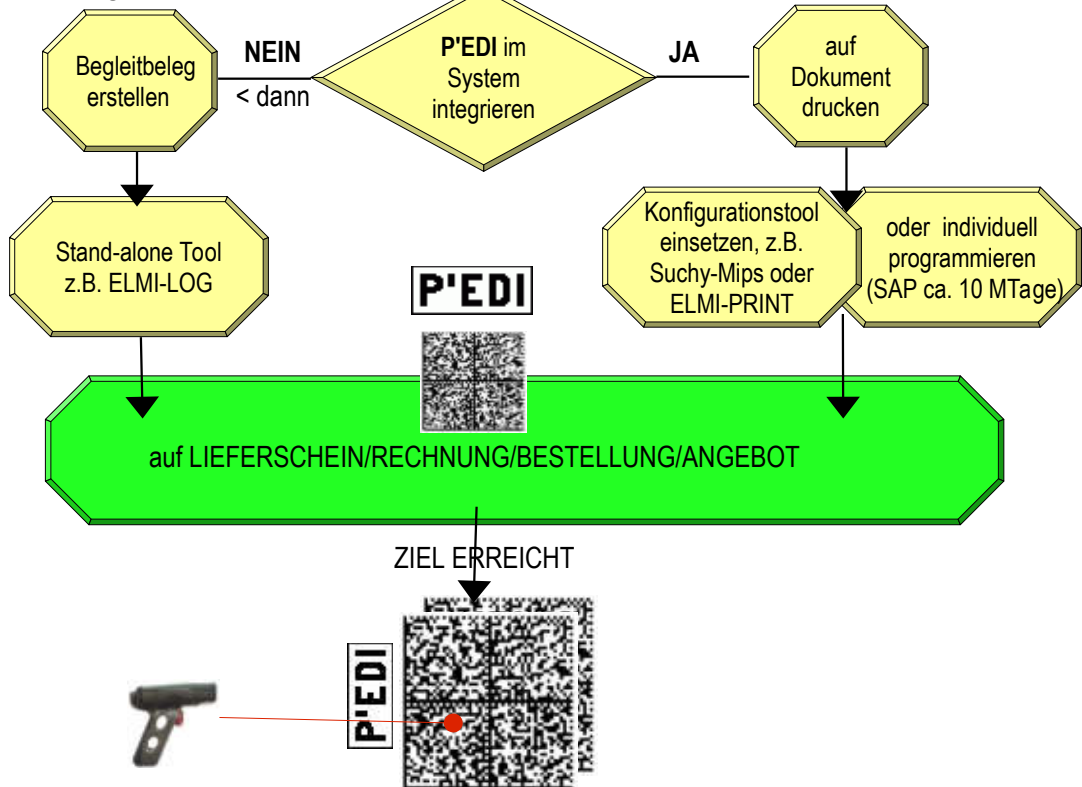 Begleitbeleg
erstellen
NEIN
< dann
P'EDI im
System
integrieren
JA
auf
Dokument
drucken
Stand-alone Tool
z.B. ELMI-LOG
Konfigurationstool
einsetzen, z.B.
Suchy-Mips oder
ELMI-PRINT
oder individuell
programmieren
(SAP ca. 10 MTage)
P'EDI
auf LIEFERSCHEIN/RECHNUNG/BESTELLUNG/ANGEBOT
ZIEL ERREICHT
P'EDI